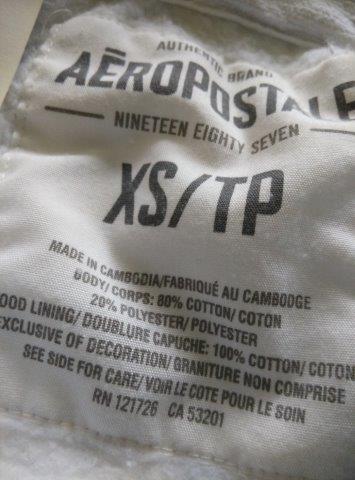 AUTHENTIC BRAND
AĒROPOSTALE
NINETEEN EIGHTY SEVEN
XS/TP
MADE IN CAMBODIA/FABRIQUÉ AU CAMBODGE
BODY/ CORPS: 80% COTTON/ COTON
20% POLYESTER/ POLYESTER
OOD LINING/ DOUBLURE CAPUCHE: 100% COTTON/ COTON
EXCLUSIVE OF DECORATION/ GRANITURE NON COMPRISE
SEE SIDE FOR CARE/ VOIR LE COTE POUR LE SOIN
RN 121726 CA 53201